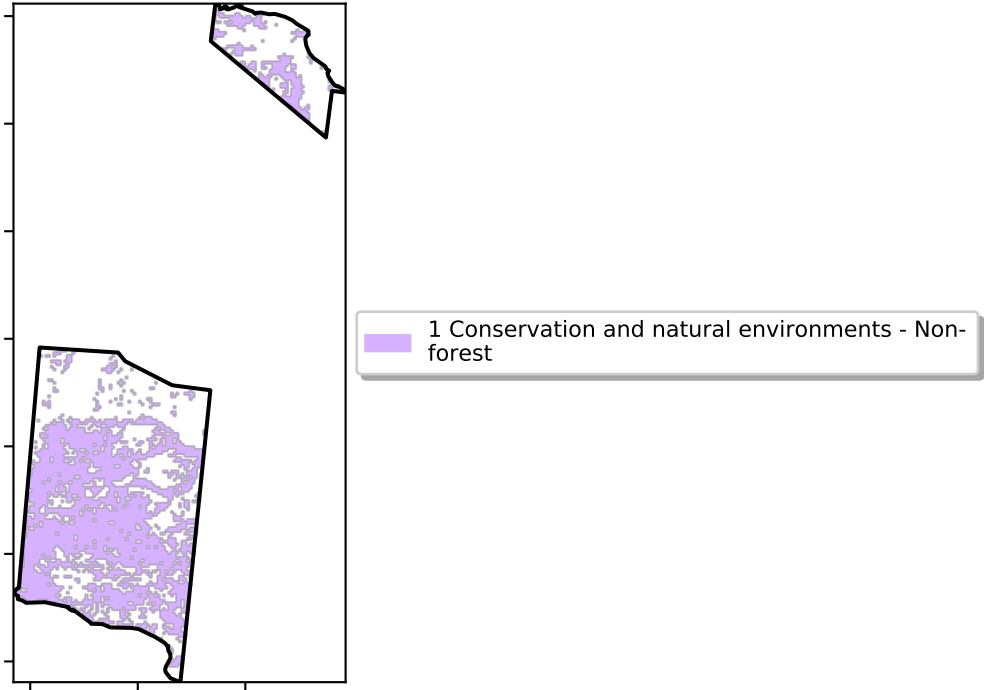 1 Conservation and natural environments - Non-
forest